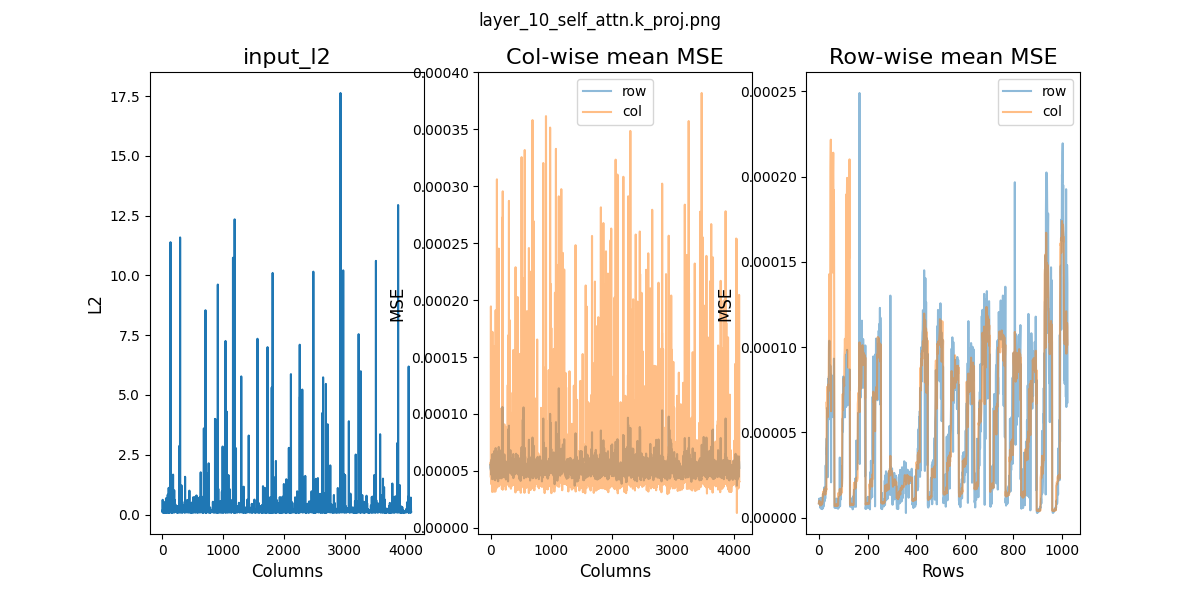 layer_10_self_attn.k_proj.png
input_l2
L2
17.5
15.0
12.5
10.0
7.5
5.0
2.5
0.0
0
1000
2000
3000
4000
Columns
Col-wise mean MSE
row
col
MSE
0.00040
0.00035
0.00030
0.00025
0.00020
0.00015
0.00010
0.00005
0.00000
0
1000
2000
3000
4000
Columns
Row-wise mean MSE
row
col
MSE
0.00025
0.00020
0.00015
0.00010
0.00005
0.00000
0
200
400
600
800
1000
Rows